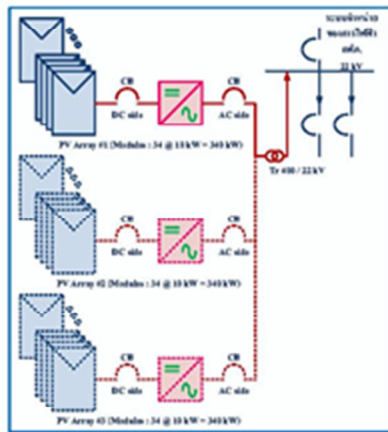 22 kV
CB
CB
DC side
AC side
PV Array #1 (Modules : 34 @ 10 kW = 340 kW)
Tr 400 / 22 kV
CB
CB
DC side
AC side
PV Array #2 (Modules : 34 @ 10 kW = 340 kW)
CB
CB
DC side
AC side
PV Array #3 (Modules : 34 @ 10 kW = 340 kW)